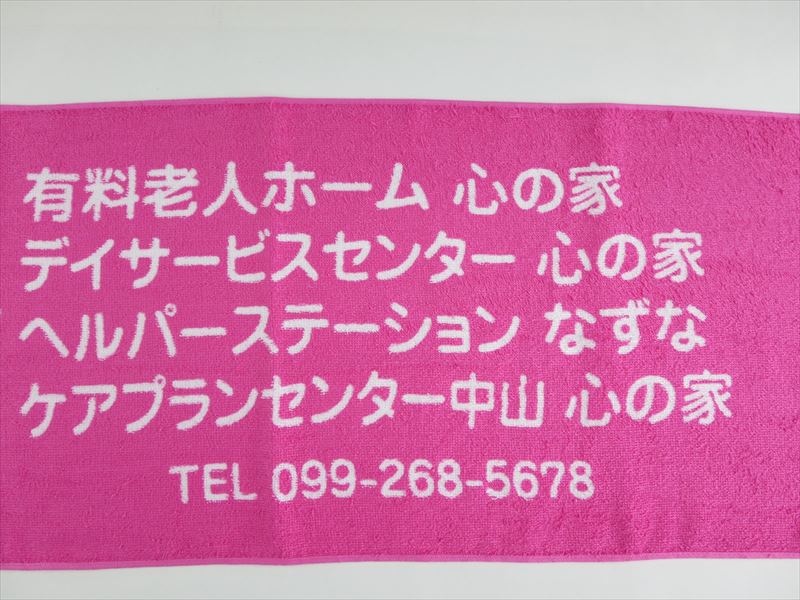 有料老人ホーム 心の家
デイサービスセンター 心の家
ヘルパーステーション なずな
ケアプランセンター中山 心の家
TEL 099-268-5678